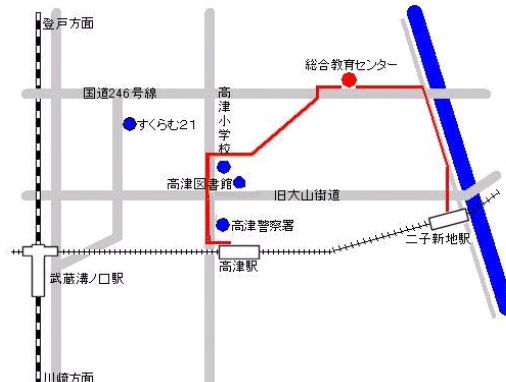 登戸方面
総合教育センター
国道246号線
高津小学校
すくらむ21
高津図書館
旧大山街道
高津警察署
二子新地駅
高津駅
武蔵溝ノ口駅
川崎方面